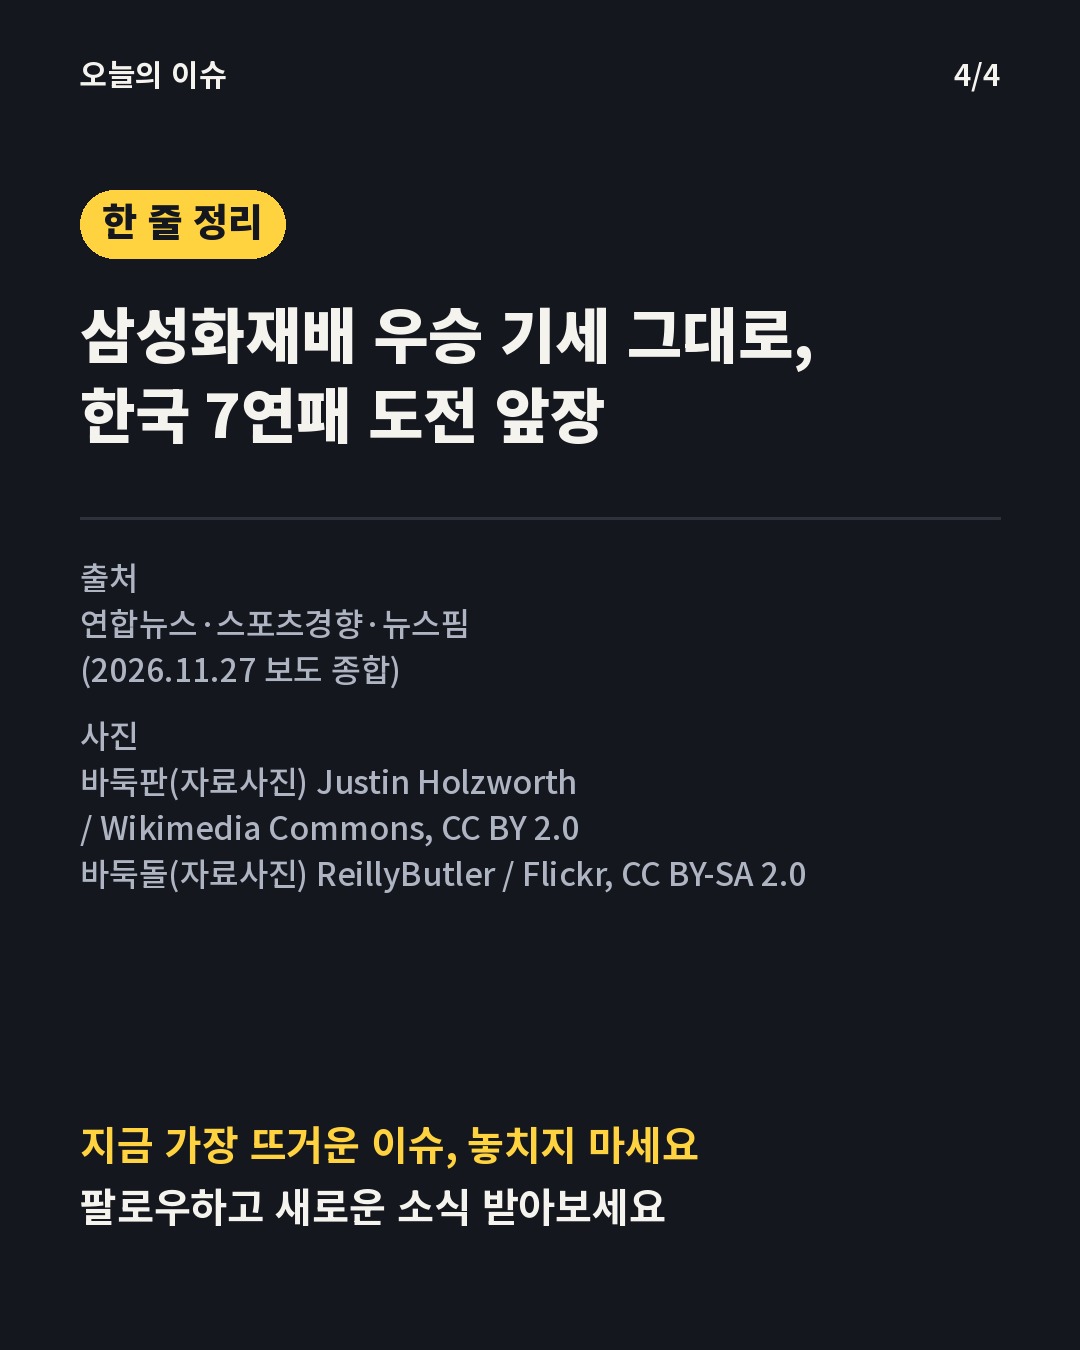 오늘의 이슈
4/4
한 줄 정리
삼성화재배 우승 기세 그대로,
한국 7연패 도전 앞장
출처
연합뉴스·스포츠경향·뉴스핌
(2026.11.27 보도 종합)
사진
바둑판(자료사진) Justin Holzworth
/ Wikimedia Commons, CC BY 2.0
바둑돌(자료사진) ReillyButler / Flickr, CC BY-SA 2.0
지금 가장 뜨거운 이슈, 놓치지 마세요
팔로우하고 새로운 소식 받아보세요